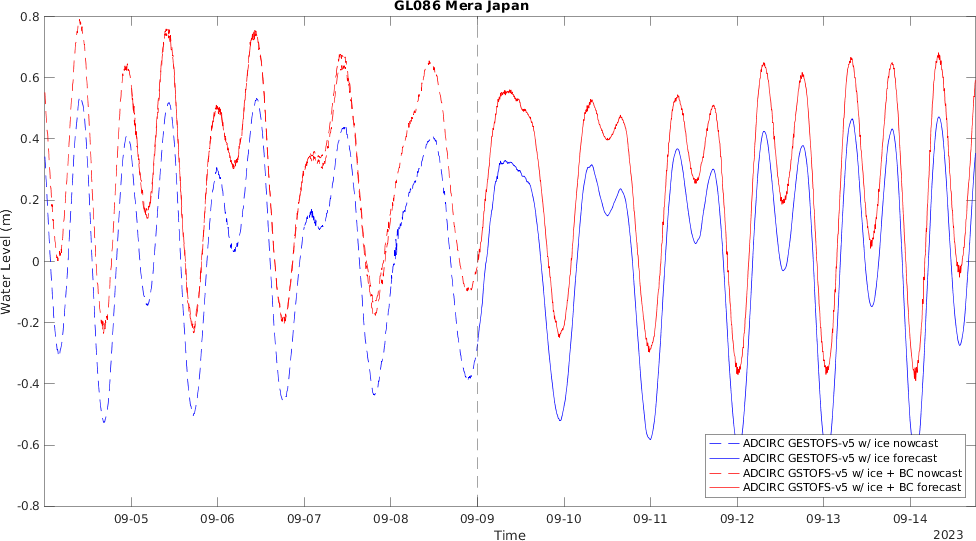 GL086 Mera Japan
0.8
0.6
0.4
0.2
0
-0.2
-0.4
-0.6
-0.8
Water Level (m)
ADCIRC GESTOFS-v5 w/ ice nowcast
ADCIRC GESTOFS-v5 w/ ice forecast
ADCIRC GSTOFS-v5 w/ ice + BC nowcast
ADCIRC GSTOFS-v5 w/ ice + BC forecast
09-05 09-06 09-07 09-08 09-09 09-10 09-11 09-12 09-13 09-14
Time
2023